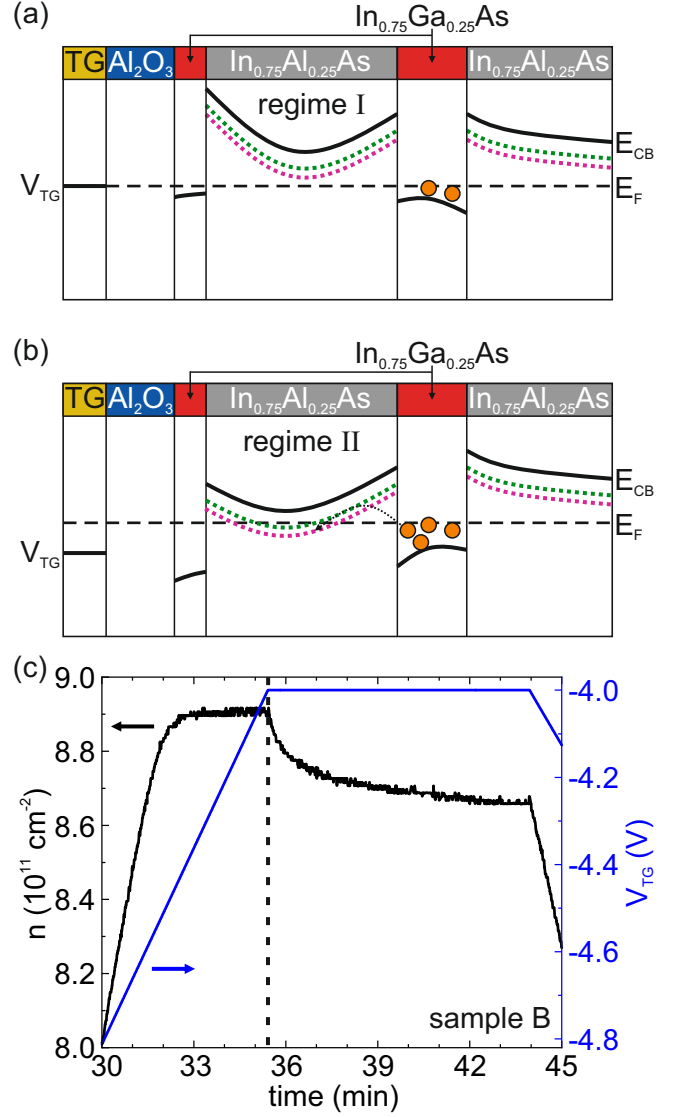 (a)
In0.75Ga0.25As
TG Al2O3 In0.75Al0.25As In0.75Al0.25As
regime I
ECB
VTG
EF
(b)
In0.75Ga0.25As
TG Al2O3 In0.75Al0.25As In0.75Al0.25As
regime II
ECB
EF
VTG
(c)
9.0
8.8
8.6
8.4
8.2
8.0
n (10^11 cm^-2)
-4.0
-4.2
-4.4
-4.6
-4.8
VTG (V)
sample B
30 33 36 39 42 45
time (min)